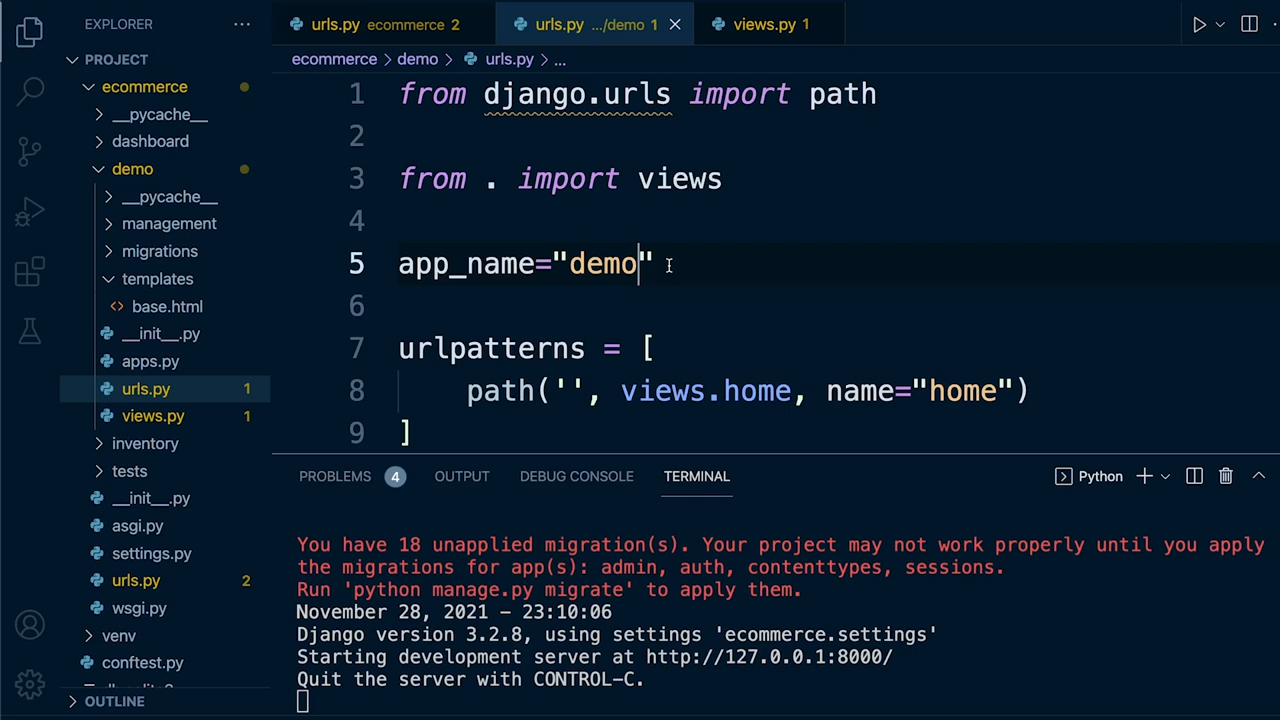 EXPLORER
PROJECT
ecommerce
__pycache__
dashboard
demo
__pycache__
management
migrations
templates
<> base.html
__init__.py
apps.py
urls.py 1
views.py 1
inventory
tests
__init__.py
asgi.py
settings.py
urls.py 2
wsgi.py
venv
conftest.py
OUTLINE
urls.py ecommerce 2
urls.py .../demo 1
views.py 1
ecommerce > demo > urls.py > ...
1 from django.urls import path
2
3 from . import views
4
5 app_name="demo"
6
7 urlpatterns = [
8 path('', views.home, name="home")
9 ]
PROBLEMS 4 OUTPUT DEBUG CONSOLE TERMINAL
Python
You have 18 unapplied migration(s). Your project may not work properly until you apply
the migrations for app(s): admin, auth, contenttypes, sessions.
Run 'python manage.py migrate' to apply them.
November 28, 2021 - 23:10:06
Django version 3.2.8, using settings 'ecommerce.settings'
Starting development server at http://127.0.0.1:8000/
Quit the server with CONTROL-C.